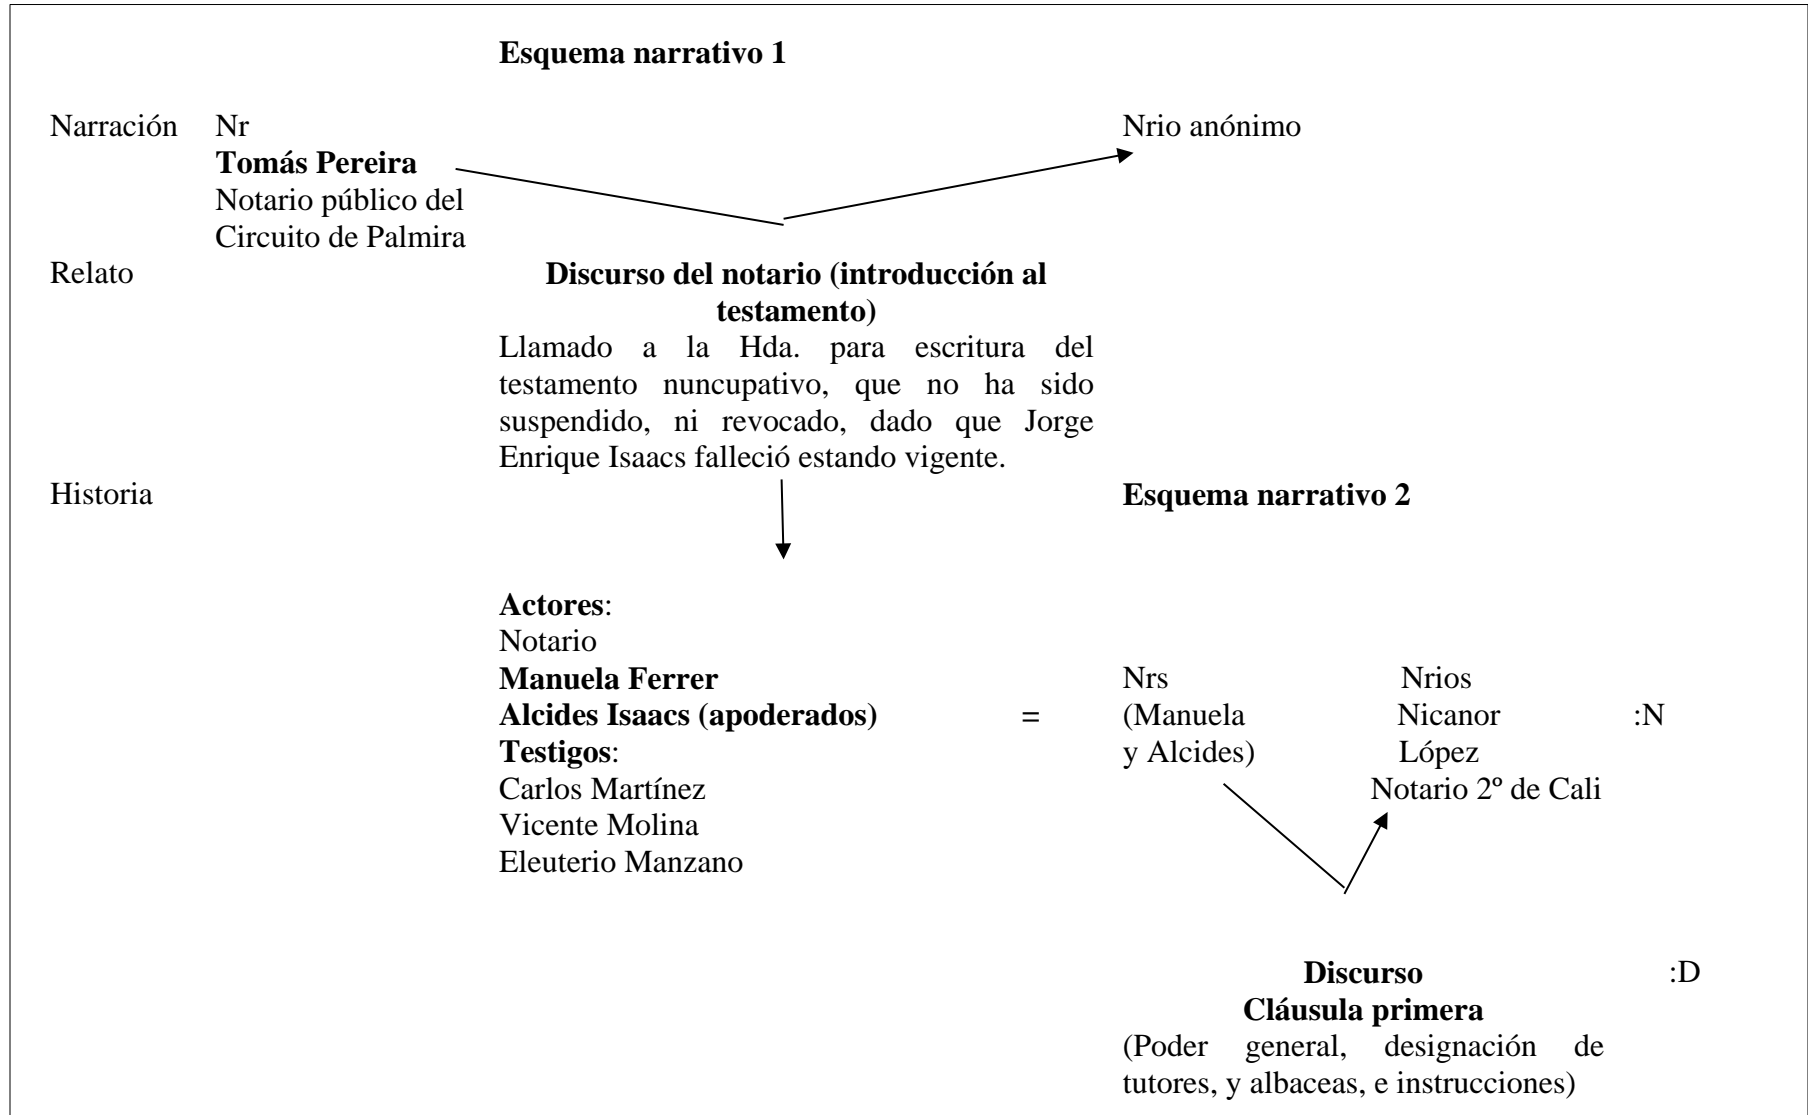 Esquema narrativo 1
Narración Nr Nrio anónimo
Tomás Pereira
Notario público del
Circuito de Palmira
Relato Discurso del notario (introducción al
testamento)
Llamado a la Hda. para escritura del
testamento nuncupativo, que no ha sido
suspendido, ni revocado, dado que Jorge
Enrique Isaacs falleció estando vigente.
Historia Esquema narrativo 2
Actores:
Notario
Manuela Ferrer Nrs Nrios
Alcides Isaacs (apoderados) = (Manuela Nicanor :N
Testigos: y Alcides) López
Carlos Martínez Notario 2º de Cali
Vicente Molina
Eleuterio Manzano
Discurso :D
Cláusula primera
(Poder general, designación de
tutores, y albaceas, e instrucciones)